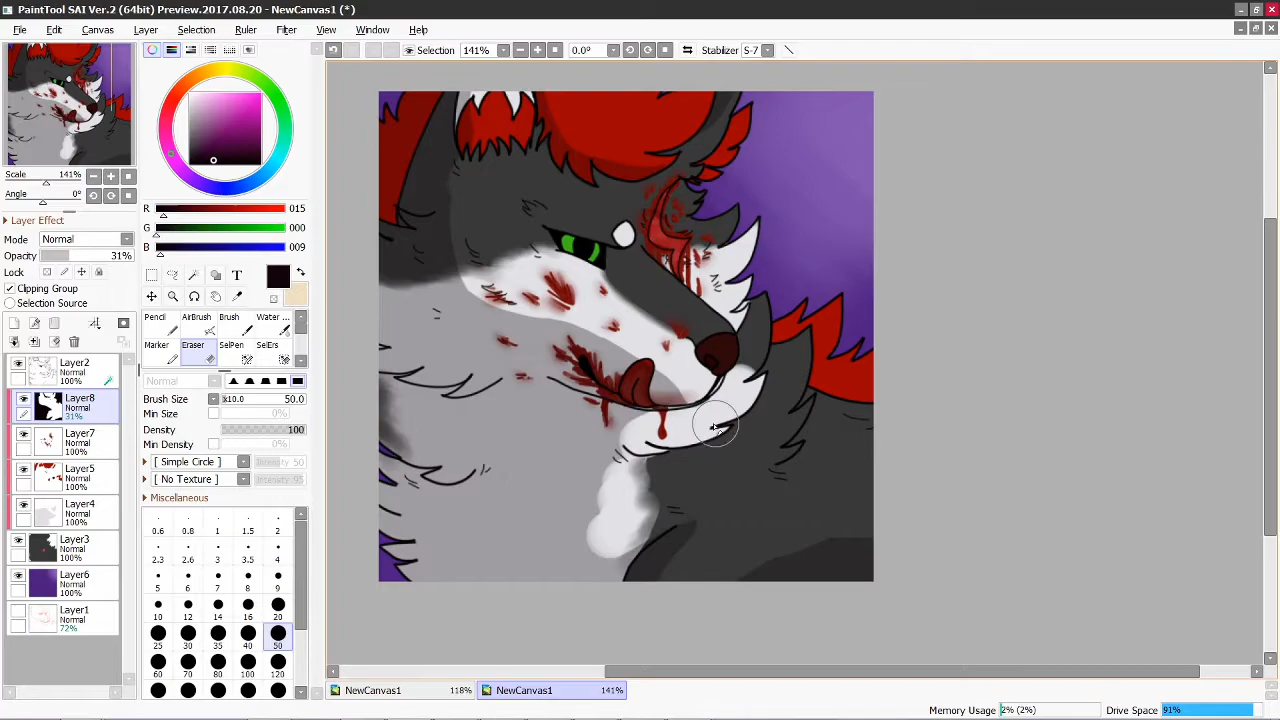 PaintTool SAI Ver.2 (64bit) Preview.2017.08.20 - NewCanvas1 (*)
File Edit Canvas Layer Selection Ruler Filter View Window Help
Selection 141% 0.0° Stabilizer S-7
Scale 141%
Angle 0°
Layer Effect
Mode Normal
Opacity 31%
Lock
Clipping Group
Selection Source
Layer2
Normal
100%
Layer8
Normal
31%
Layer7
Normal
100%
Layer5
Normal
100%
Layer4
Normal
100%
Layer3
Normal
100%
Layer6
Normal
100%
Layer1
Normal
72%
R 015
G 000
B 009
T
Pencil AirBrush Brush Water ...
Marker Eraser SelPen SelErs
Normal
Brush Size x10.0 50.0
Min Size 0%
Density 100
Min Density 0%
[ Simple Circle ] Intensity 50
[ No Texture ] Intensity 95
Miscellaneous
0.6 0.8 1 1.5 2
2.3 2.6 3 3.5 4
5 6 7 8 9
10 12 14 16 20
25 30 35 40 50
60 70 80 100 120
NewCanvas1 118% NewCanvas1 141%
Memory Usage 2% (2%) Drive Space 91%